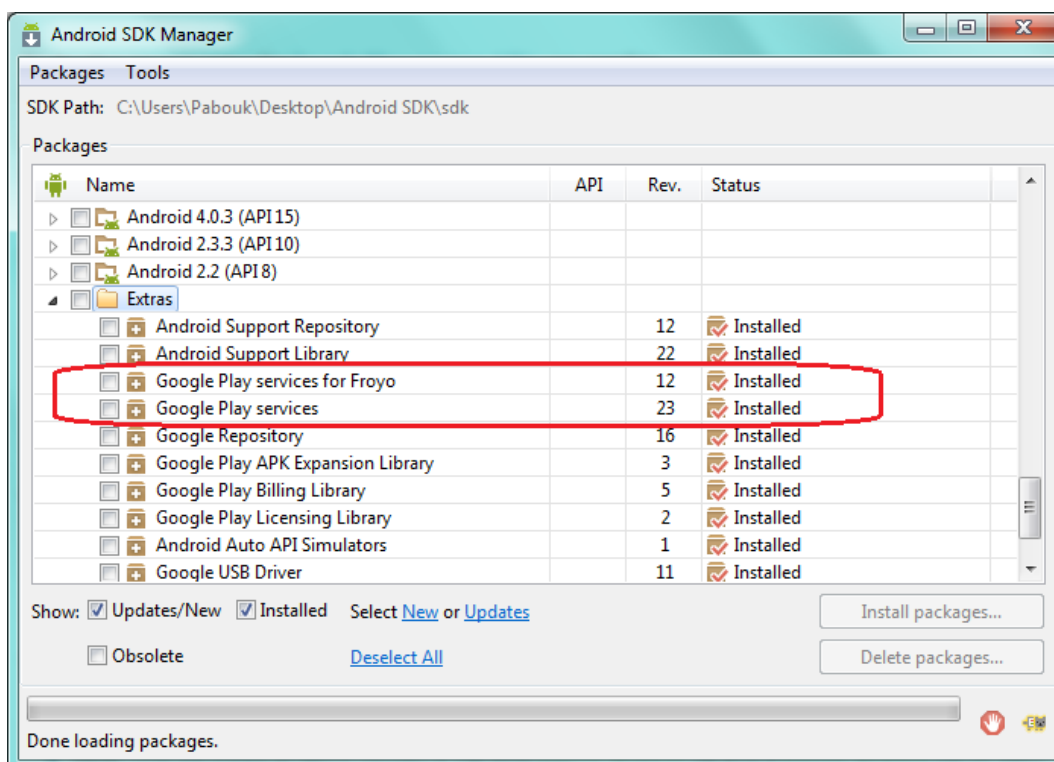 Android SDK Manager
Packages Tools
SDK Path: C:\Users\Pabouk\Desktop\Android SDK\sdk
Packages
Name API Rev. Status
Android 4.0.3 (API 15)
Android 2.3.3 (API 10)
Android 2.2 (API 8)
Extras
Android Support Repository 12 Installed
Android Support Library 22 Installed
Google Play services for Froyo 12 Installed
Google Play services 23 Installed
Google Repository 16 Installed
Google Play APK Expansion Library 3 Installed
Google Play Billing Library 5 Installed
Google Play Licensing Library 2 Installed
Android Auto API Simulators 1 Installed
Google USB Driver 11 Installed
Show: Updates/New Installed Select New or Updates Install packages...
Obsolete Deselect All Delete packages...
Done loading packages.